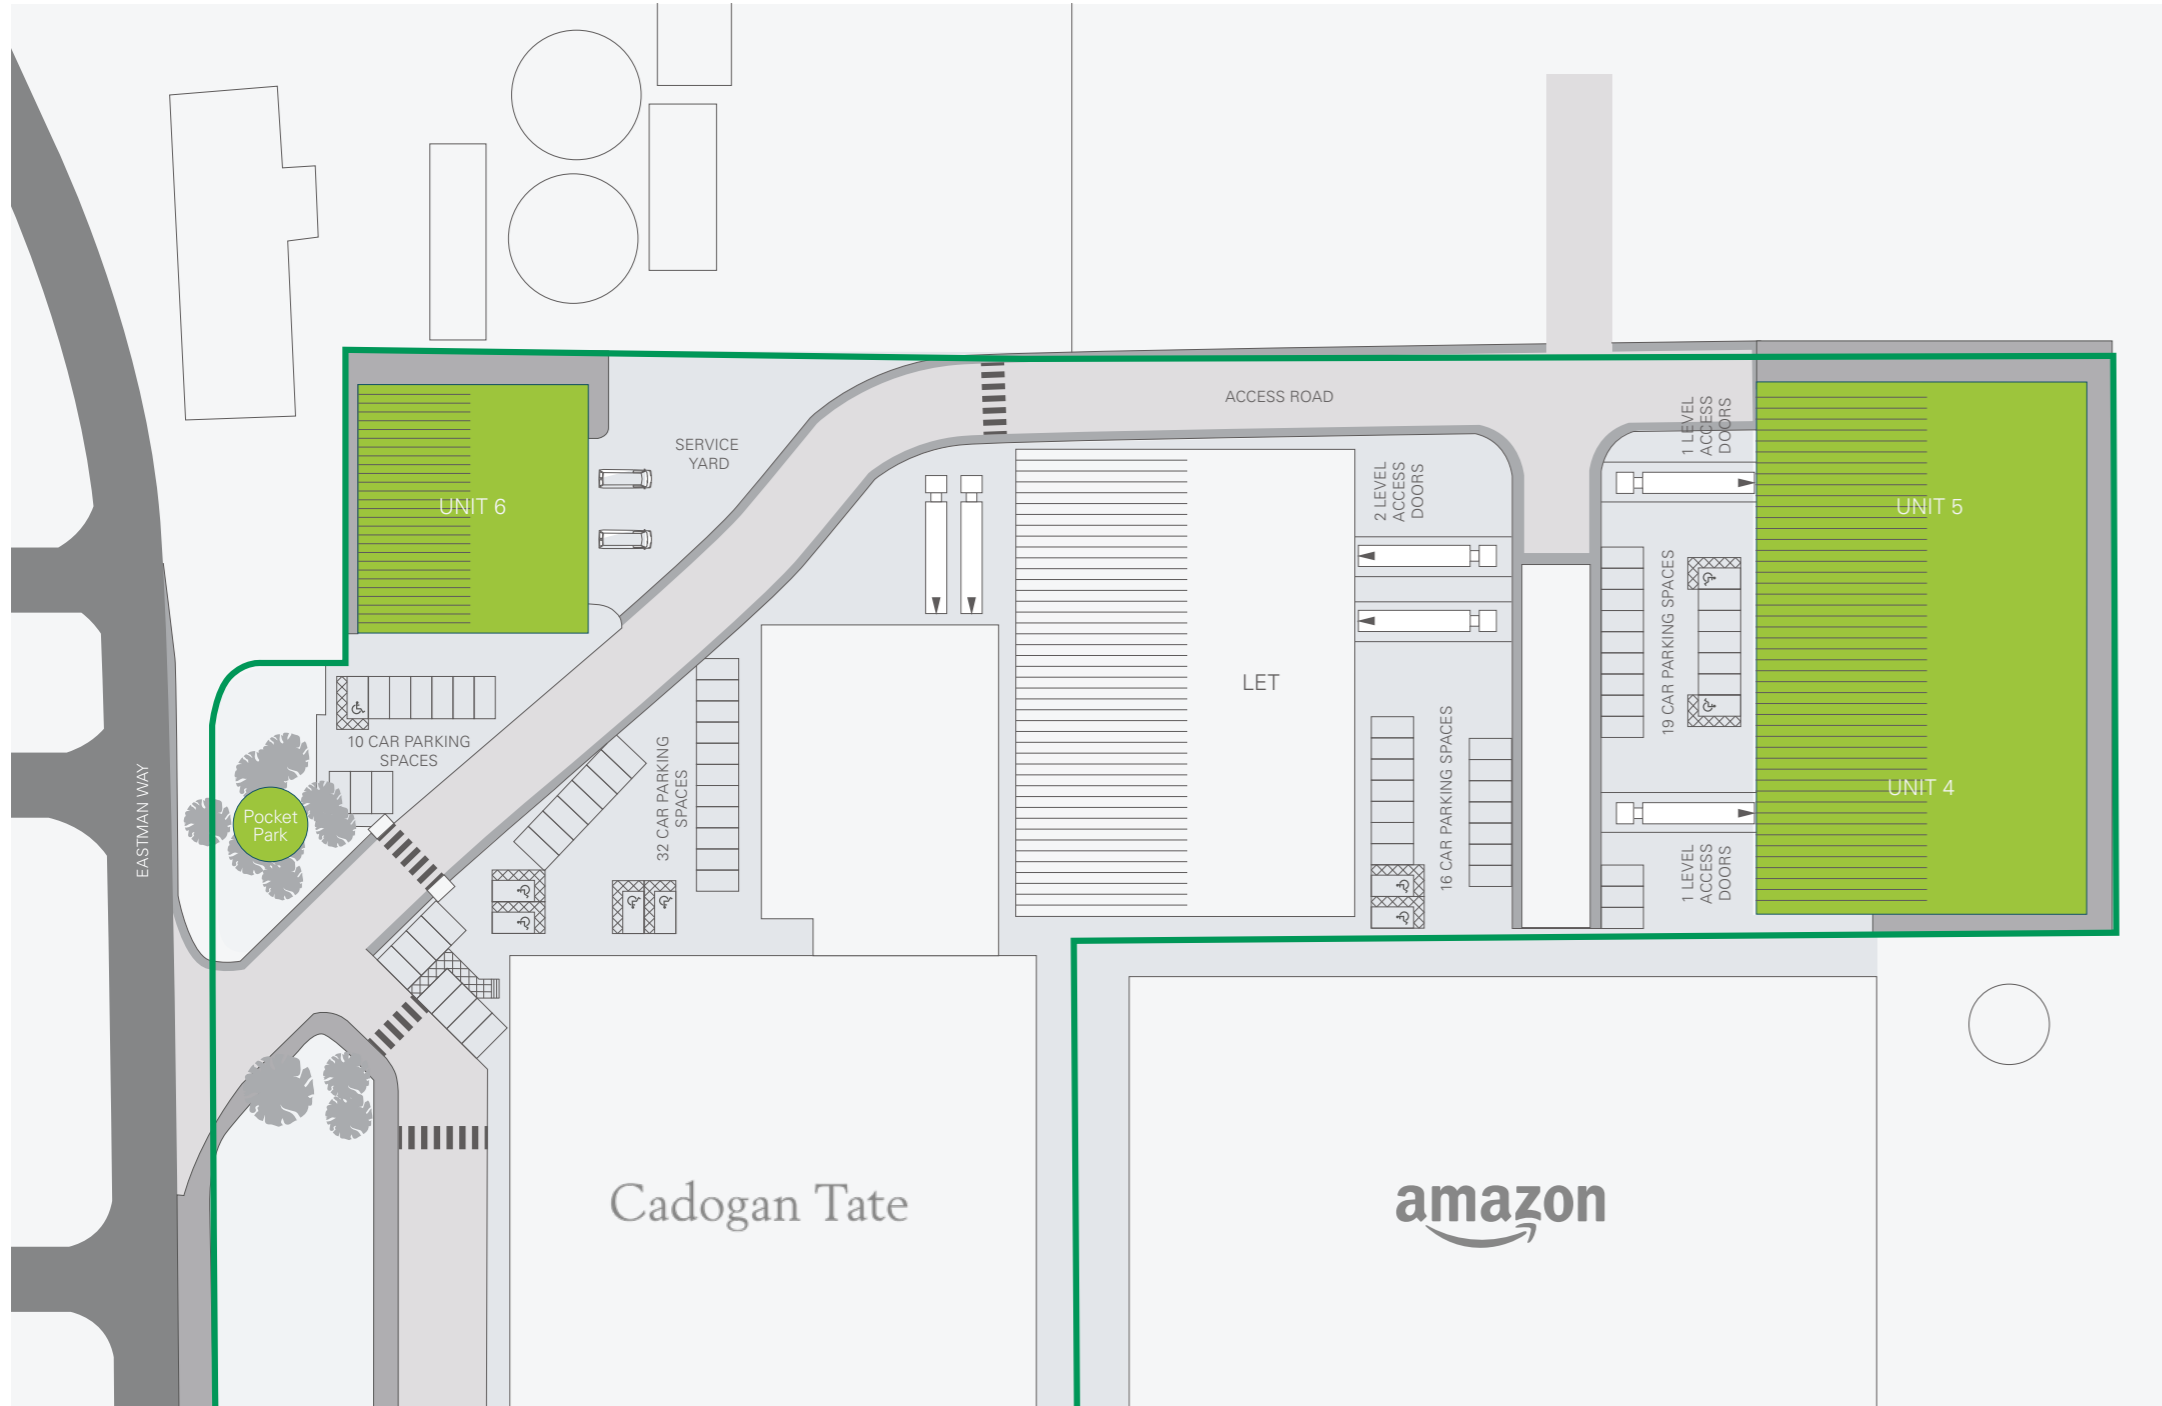 ACCESS ROAD
SERVICE
YARD
1 LEVEL
ACCESS
DOORS
2 LEVEL
ACCESS
DOORS
UNIT 6
UNIT 5
LET
19 CAR PARKING SPACES
10 CAR PARKING
SPACES
32 CAR PARKING
SPACES
16 CAR PARKING SPACES
UNIT 4
EASTMAN WAY
Pocket
Park
1 LEVEL
ACCESS
DOORS
Cadogan Tate
amazon